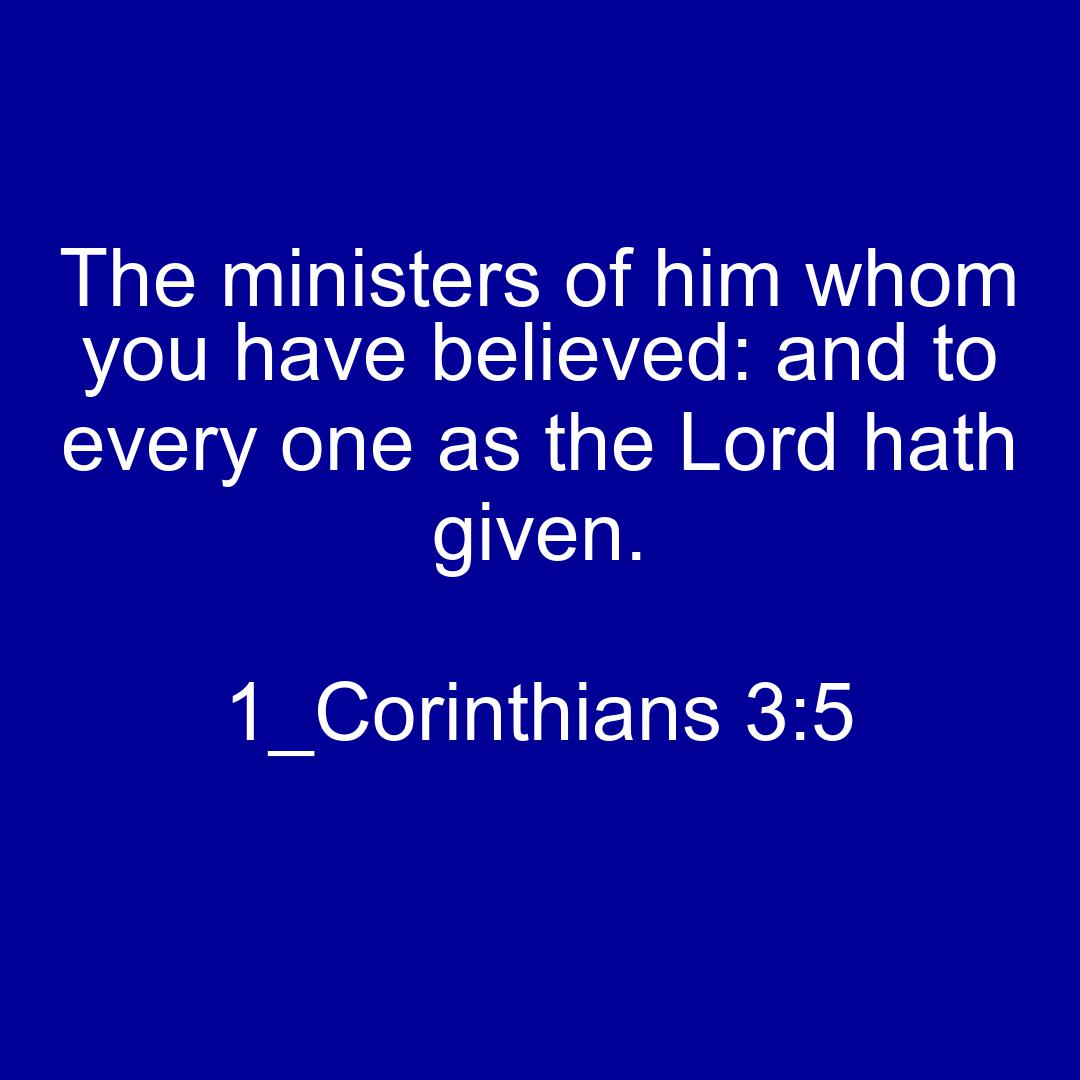 The ministers of him whom
you have believed: and to
every one as the Lord hath
given.
1_Corinthians 3:5